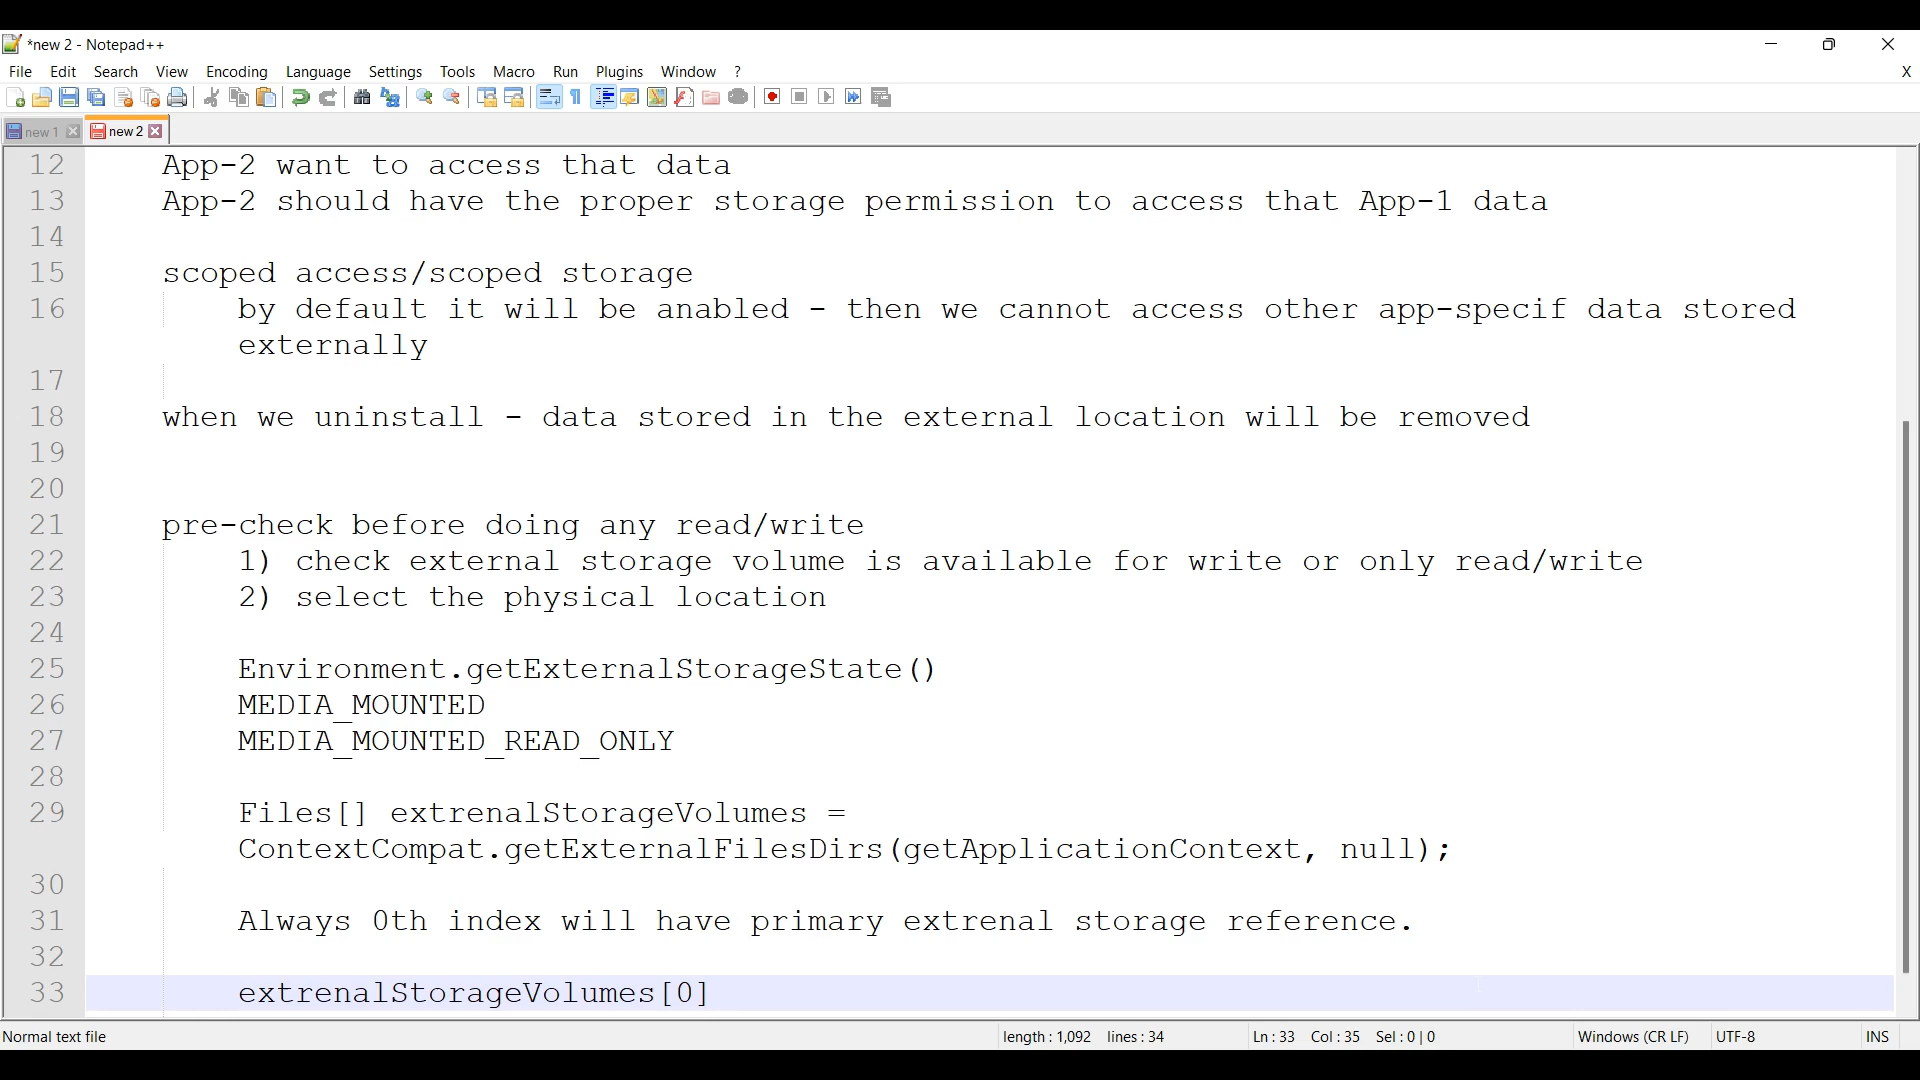 *new 2 - Notepad++
File Edit Search View Encoding Language Settings Tools Macro Run Plugins Window ? X
new 1 new 2
12 App-2 want to access that data
13 App-2 should have the proper storage permission to access that App-1 data
14
15 scoped access/scoped storage
16 by default it will be anabled - then we cannot access other app-specif data stored
externally
17
18 when we uninstall - data stored in the external location will be removed
19
20
21 pre-check before doing any read/write
22 1) check external storage volume is available for write or only read/write
23 2) select the physical location
24
25 Environment.getExternalStorageState()
26 MEDIA_MOUNTED
27 MEDIA_MOUNTED_READ_ONLY
28
29 Files[] extrenalStorageVolumes =
ContextCompat.getExternalFilesDirs(getApplicationContext, null);
30
31 Always 0th index will have primary extrenal storage reference.
32
33 extrenalStorageVolumes[0]
Normal text file length : 1,092 lines : 34 Ln : 33 Col : 35 Sel : 0 | 0 Windows (CR LF) UTF-8 INS